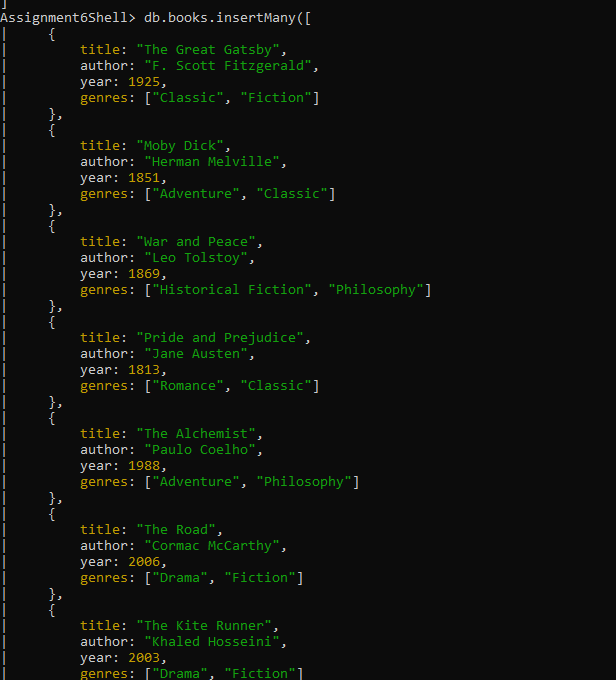 ]
Assignment6Shell> db.books.insertMany([
|     {
|         title: "The Great Gatsby",
|         author: "F. Scott Fitzgerald",
|         year: 1925,
|         genres: ["Classic", "Fiction"]
|     },
|     {
|         title: "Moby Dick",
|         author: "Herman Melville",
|         year: 1851,
|         genres: ["Adventure", "Classic"]
|     },
|     {
|         title: "War and Peace",
|         author: "Leo Tolstoy",
|         year: 1869,
|         genres: ["Historical Fiction", "Philosophy"]
|     },
|     {
|         title: "Pride and Prejudice",
|         author: "Jane Austen",
|         year: 1813,
|         genres: ["Romance", "Classic"]
|     },
|     {
|         title: "The Alchemist",
|         author: "Paulo Coelho",
|         year: 1988,
|         genres: ["Adventure", "Philosophy"]
|     },
|     {
|         title: "The Road",
|         author: "Cormac McCarthy",
|         year: 2006,
|         genres: ["Drama", "Fiction"]
|     },
|     {
|         title: "The Kite Runner",
|         author: "Khaled Hosseini",
|         year: 2003,
|         genres: ["Drama", "Fiction"]